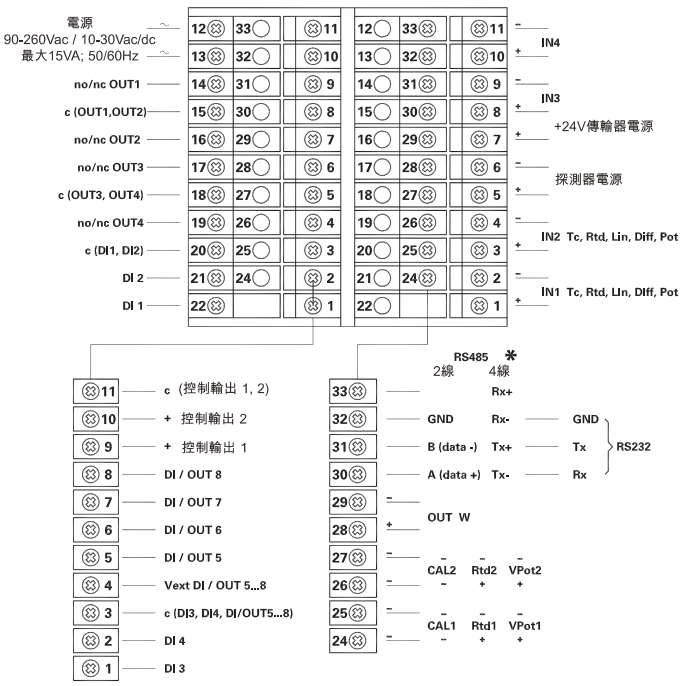 電源 ~ 12 33 11 12 33 11 -
90-260Vac / 10-30Vac/dc IN4
最大15VA; 50/60Hz ~ 13 32 10 13 32 10 +
no/nc OUT1 14 31 9 14 31 9 -
IN3
c (OUT1,OUT2) 15 30 8 15 30 8 +
no/nc OUT2 16 29 7 16 29 7 + +24V傳輸器電源
no/nc OUT3 17 28 6 17 28 6 -
探測器電源
c (OUT3, OUT4) 18 27 5 18 27 5 +
no/nc OUT4 19 26 4 19 26 4 -
IN2 Tc, Rtd, Lin, Diff, Pot
c (DI1, DI2) 20 25 3 20 25 3 +
DI 2 21 24 2 21 24 2 -
IN1 Tc, Rtd, LIn, DIff, Pot
DI 1 22 1 22 1 +
RS485 *
2線 4線
11 c (控制輸出 1, 2) 33 Rx+
10 + 控制輸出 2 32 GND Rx- GND
9 + 控制輸出 1 31 B (data -) Tx+ Tx RS232
8 DI / OUT 8 30 A (data +) Tx- Rx
7 DI / OUT 7 29 -
OUT W
6 DI / OUT 6 28 +
5 DI / OUT 5 27 - - - -
CAL2 Rtd2 VPot2
4 Vext DI / OUT 5...8 26 - - + +
3 c (DI3, DI4, DI/OUT5...8) 25 - - - -
CAL1 Rtd1 VPot1
2 DI 4 24 - - + +
1 DI 3